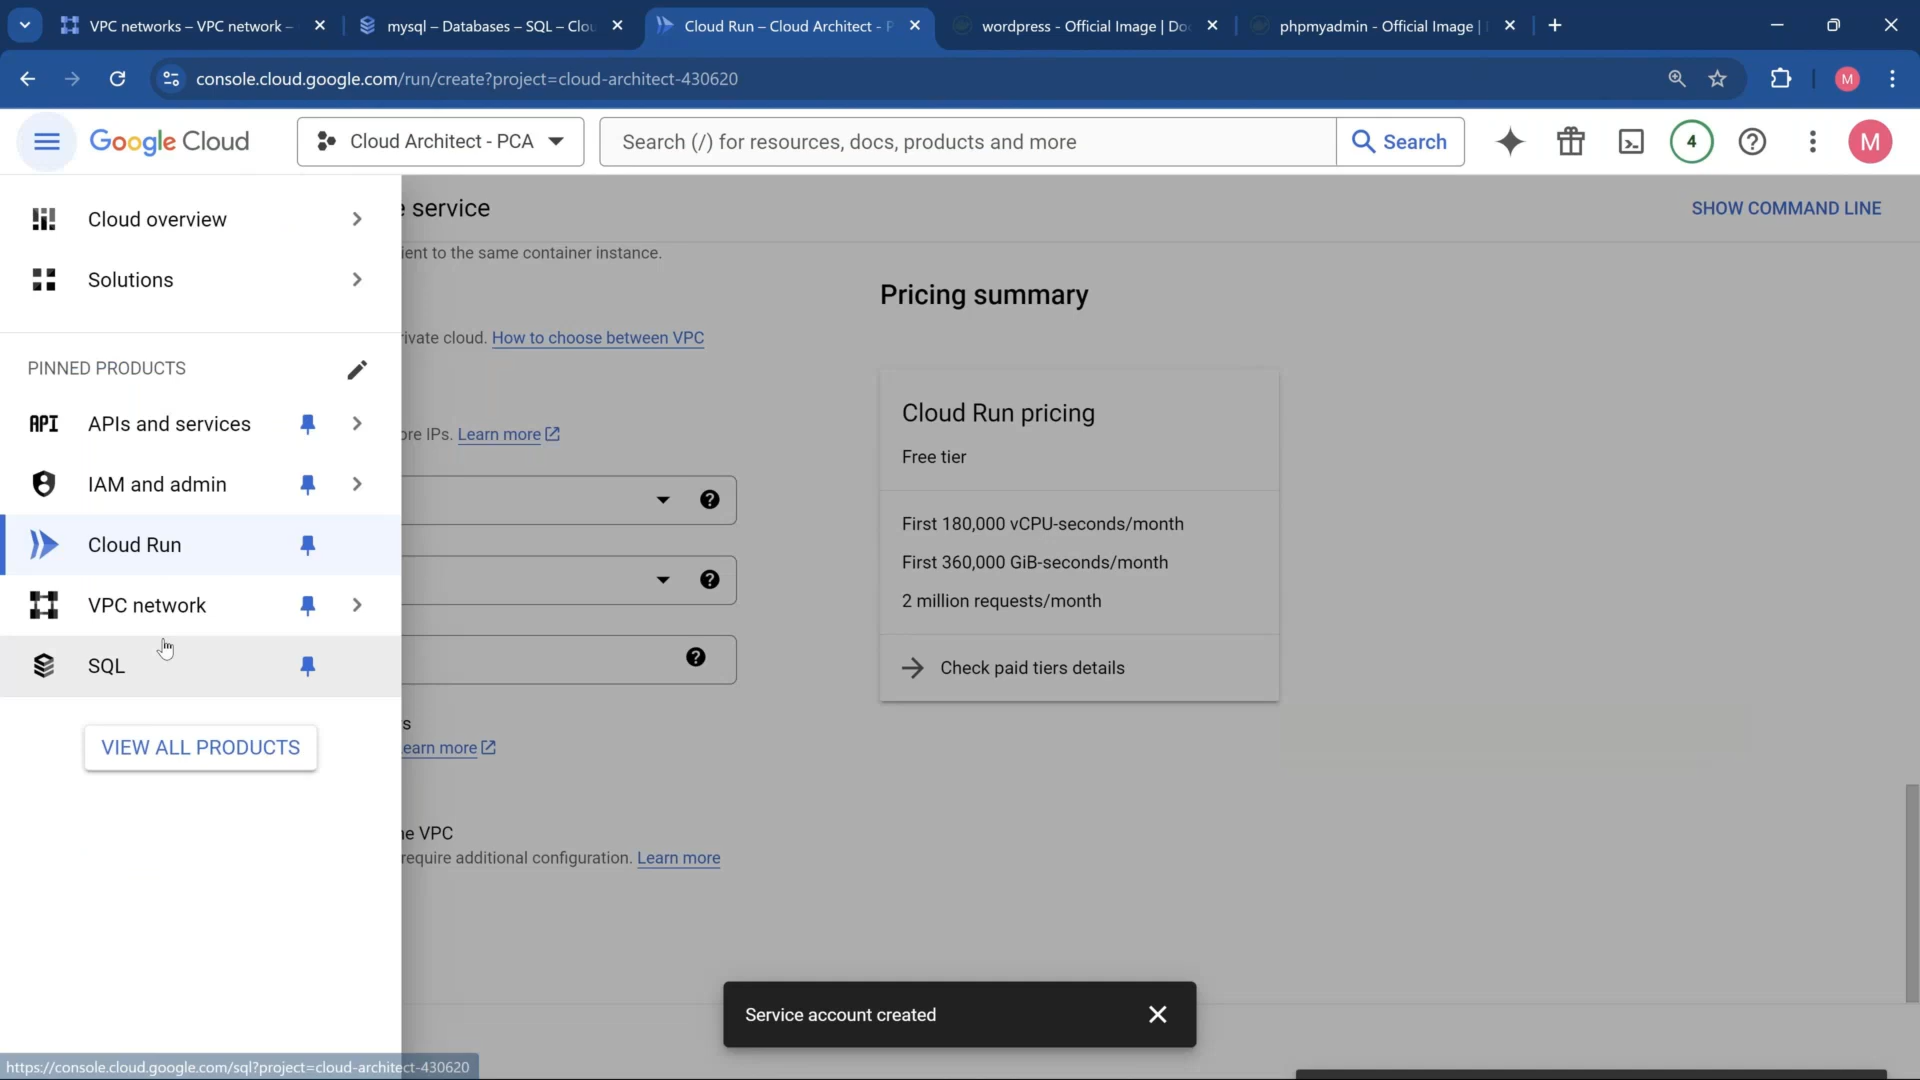 VPC networks – VPC network –
mysql – Databases – SQL – Clou
Cloud Run – Cloud Architect - P
wordpress - Official Image | Do
phpmyadmin - Official Image |
console.cloud.google.com/run/create?project=cloud-architect-430620
M
Google Cloud
Cloud Architect - PCA
Search (/) for resources, docs, products and more
Search
4
M
Cloud overview
e service
SHOW COMMAND LINE
ient to the same container instance.
Solutions
Pricing summary
rivate cloud. How to choose between VPC
PINNED PRODUCTS
API APIs and services
ore IPs. Learn more
Cloud Run pricing
Free tier
IAM and admin
First 180,000 vCPU-seconds/month
Cloud Run
First 360,000 GiB-seconds/month
VPC network
2 million requests/month
SQL
Check paid tiers details
s
VIEW ALL PRODUCTS
earn more
he VPC
require additional configuration. Learn more
Service account created
https://console.cloud.google.com/sql?project=cloud-architect-430620